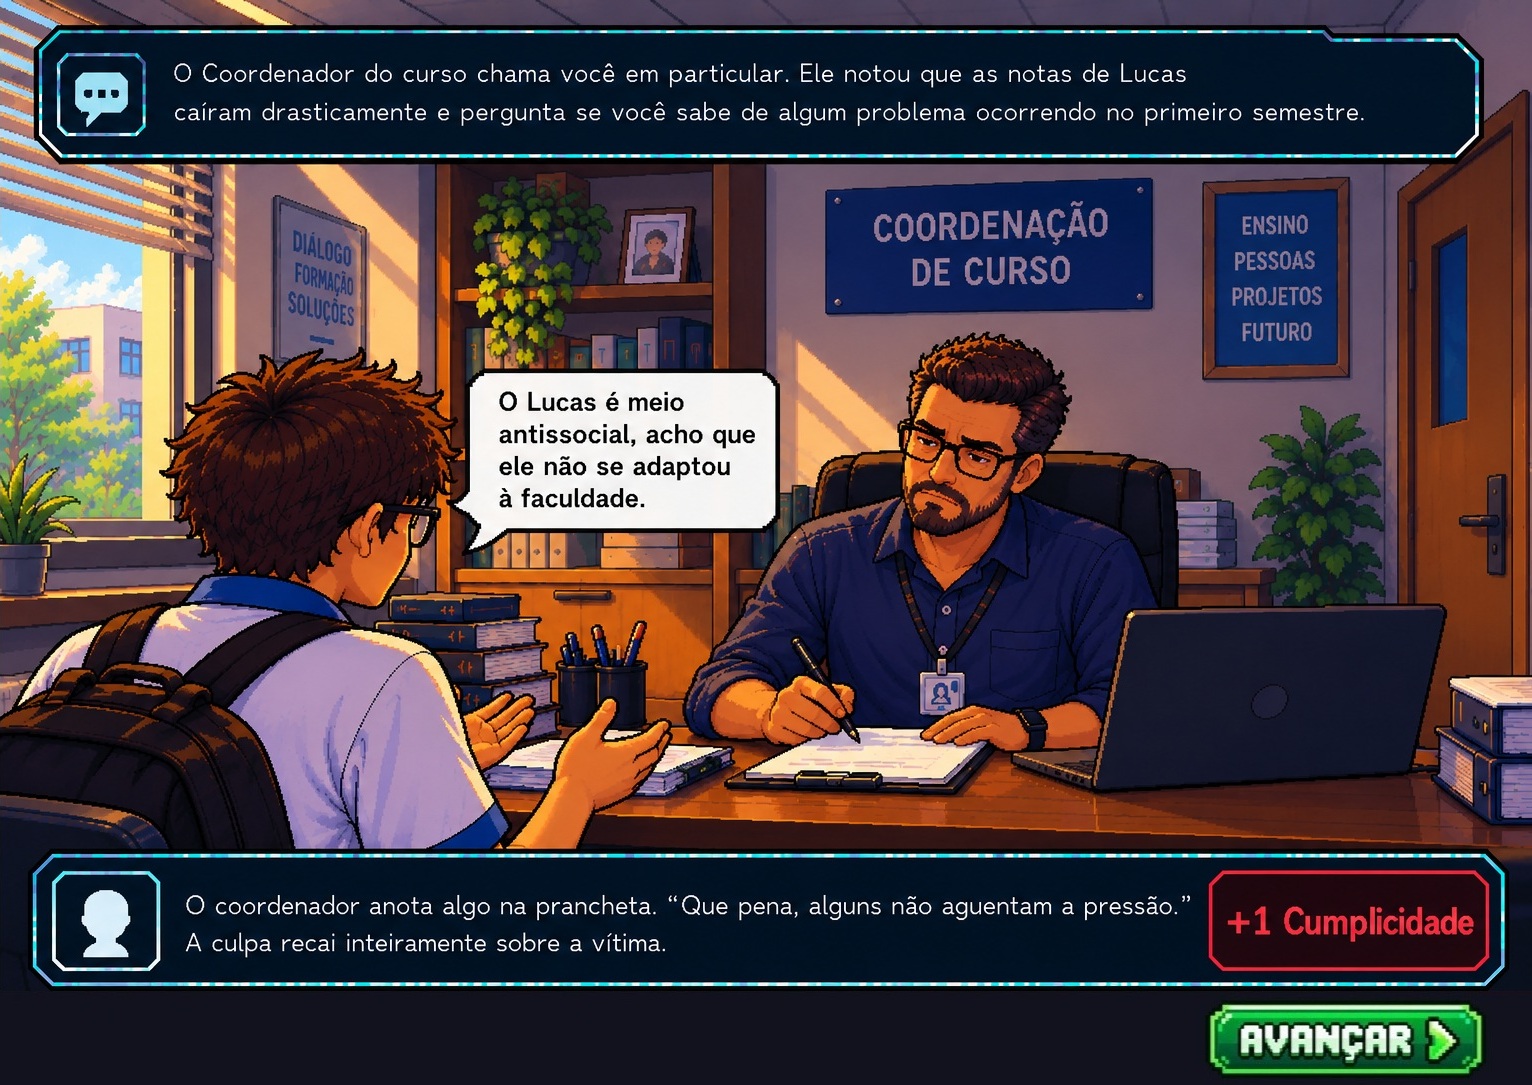 O Coordenador do curso chama você em particular. Ele notou que as notas de Lucas
caíram drasticamente e pergunta se você sabe de algum problema ocorrendo no primeiro semestre.
DIÁLOGO
FORMAÇÃO
SOLUÇÕES
COORDENAÇÃO
DE CURSO
ENSINO
PESSOAS
PROJETOS
FUTURO
O Lucas é meio
antissocial, acho que
ele não se adaptou
à faculdade.
O coordenador anota algo na prancheta. “Que pena, alguns não aguentam a pressão.”
A culpa recai inteiramente sobre a vítima.
+1 Cumplicidade
AVANÇAR